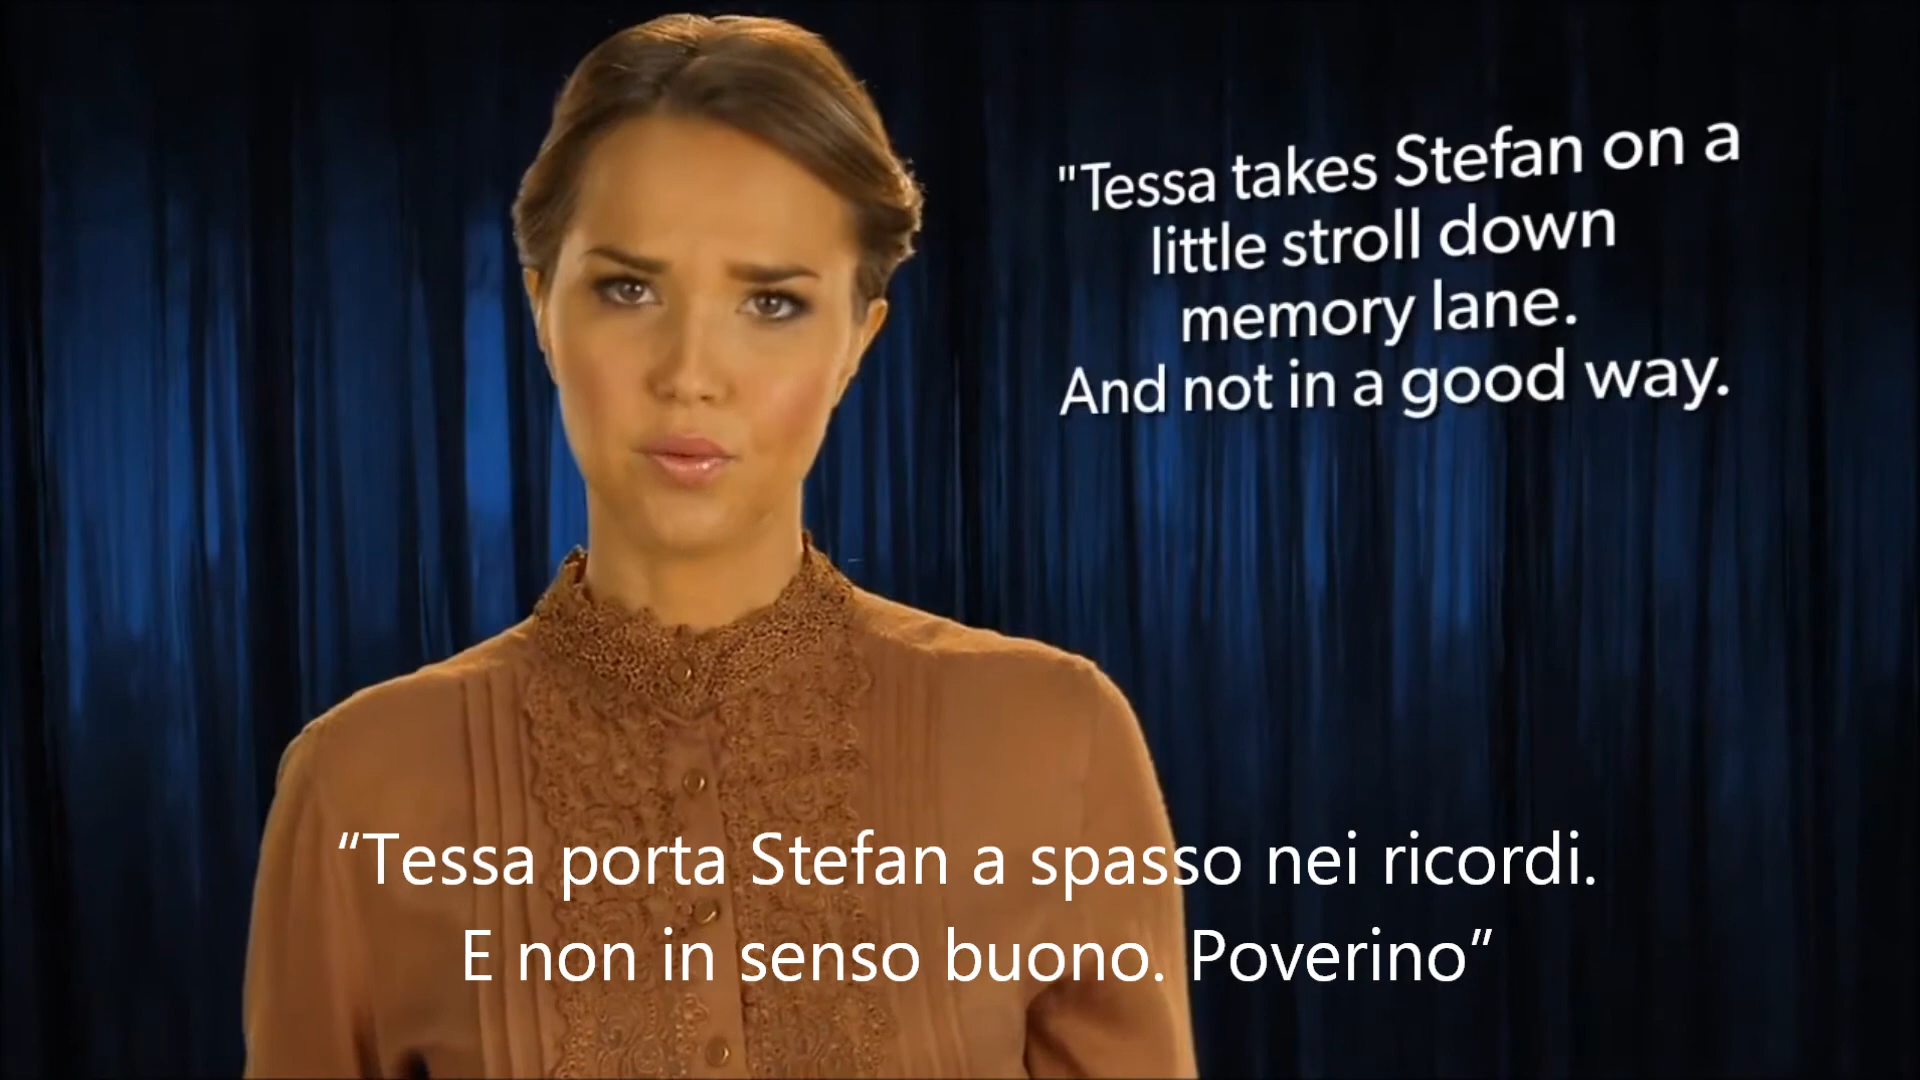 "Tessa takes Stefan on a
little stroll down
memory lane.
And not in a good way.
“Tessa porta Stefan a spasso nei ricordi.
E non in senso buono. Poverino”